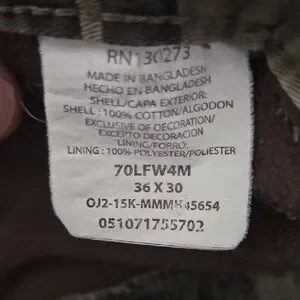 RN130273
MADE IN BANGLADESH
HECHO EN BANGLADESH
SHELL/CAPA EXTERIOR:
SHELL:100% COTTON/ALGODON
EXCLUSIVE OF DECORATION/
EXCEPTO DECORACION
LINING/FORRO:
LINING:100% POLYESTER/POLIESTER
70LFW4M
36 X 30
051071755702